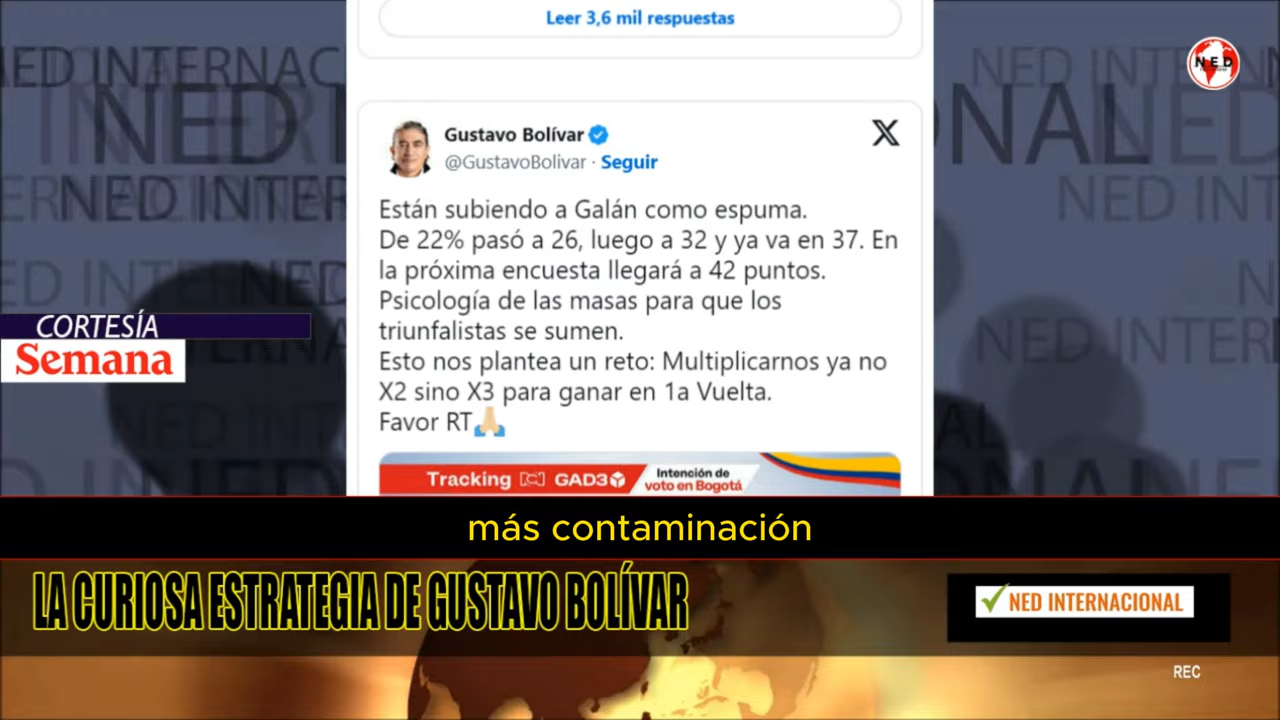 Leer 3,6 mil respuestas
NED
Gustavo Bolívar
@GustavoBolivar · Seguir
X
Están subiendo a Galán como espuma.
De 22% pasó a 26, luego a 32 y ya va en 37. En
la próxima encuesta llegará a 42 puntos.
Psicología de las masas para que los
triunfalistas se sumen.
Esto nos plantea un reto: Multiplicarnos ya no
X2 sino X3 para ganar en 1a Vuelta.
Favor RT🙏🏼
CORTESÍA
Semana
Tracking RCN GAD3
Intención de
voto en Bogotá
más contaminación
LA CURIOSA ESTRATEGIA DE GUSTAVO BOLÍVAR
NED INTERNACIONAL
REC